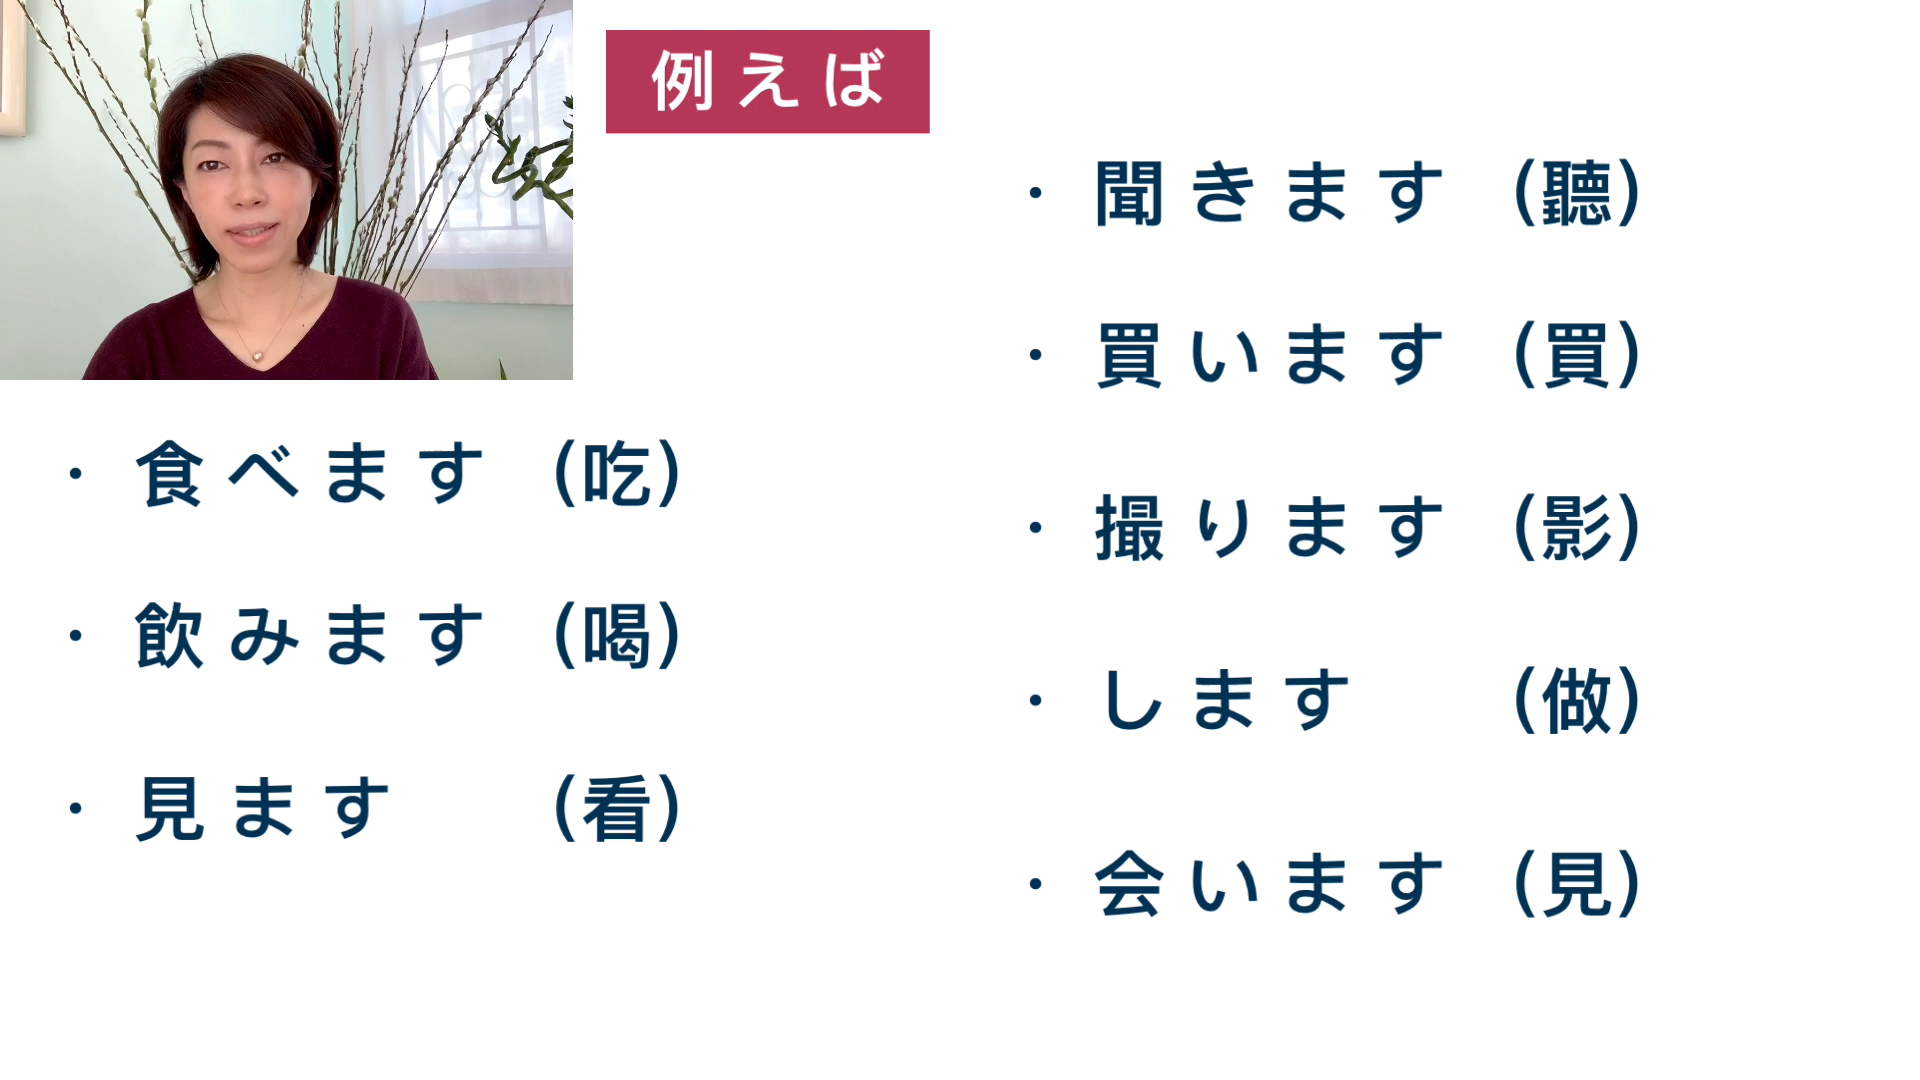 例えば
・食べます（吃）
・飲みます（喝）
・見ます（看）
・聞きます（聽）
・買います（買）
・撮ります（影）
・します（做）
・会います（見）